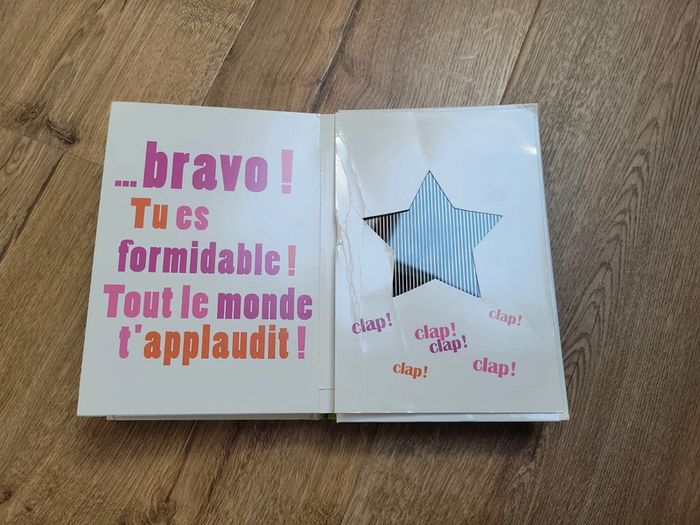 ...bravo !
Tu es
formidable !
Tout le monde
t'applaudit !
clap!
clap!
clap!
clap!
clap!
clap!